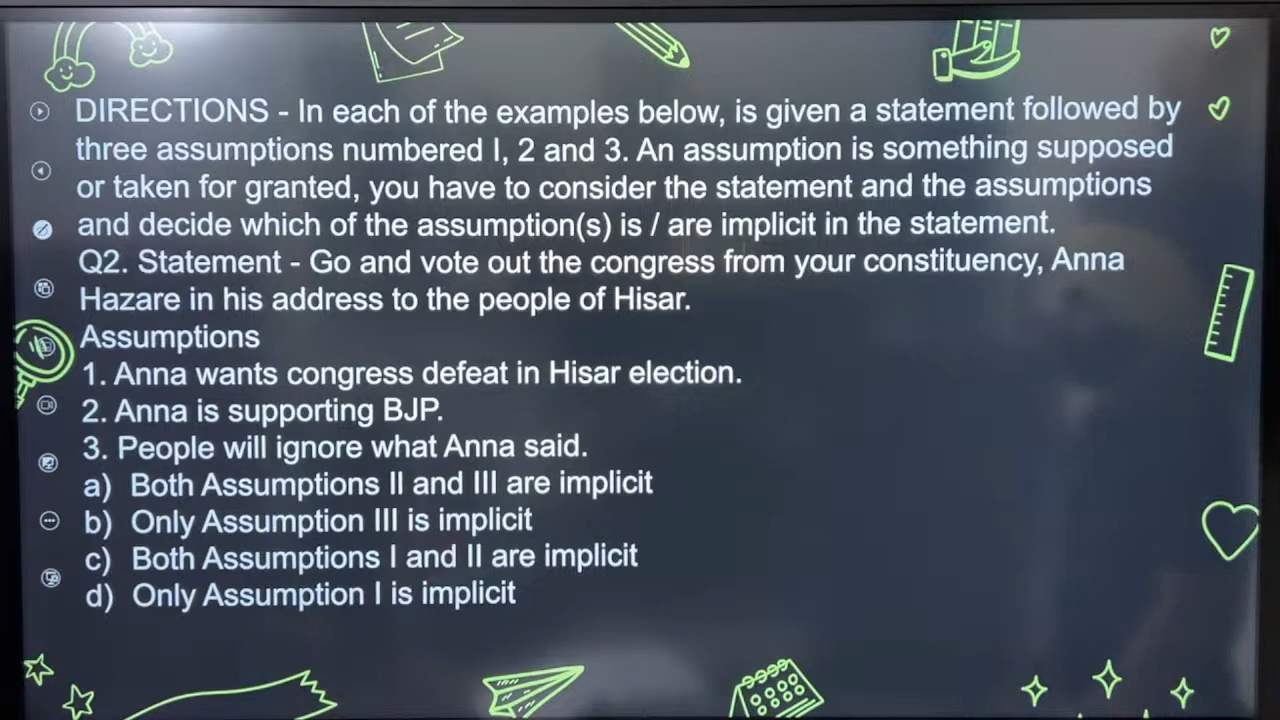 DIRECTIONS - In each of the examples below, is given a statement followed by
three assumptions numbered I, 2 and 3. An assumption is something supposed
or taken for granted, you have to consider the statement and the assumptions
and decide which of the assumption(s) is / are implicit in the statement.
Q2. Statement - Go and vote out the congress from your constituency, Anna
Hazare in his address to the people of Hisar.
Assumptions
1. Anna wants congress defeat in Hisar election.
2. Anna is supporting BJP.
3. People will ignore what Anna said.
a) Both Assumptions II and III are implicit
b) Only Assumption III is implicit
c) Both Assumptions I and II are implicit
d) Only Assumption I is implicit